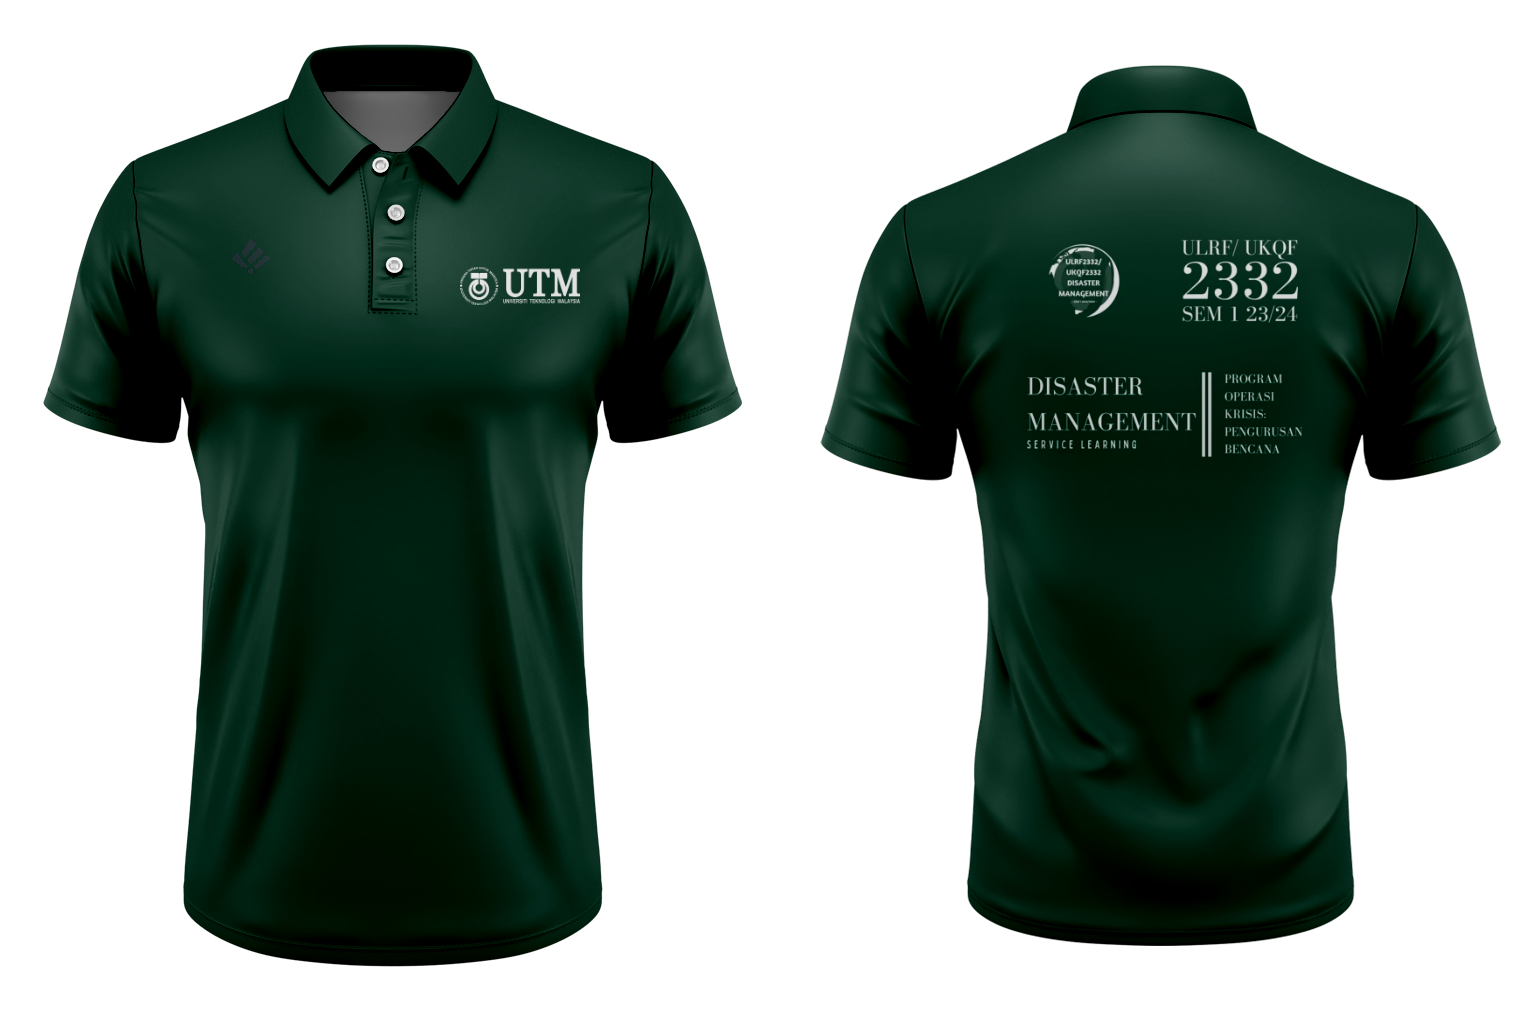 UTM
UNIVERSITI TEKNOLOGI MALAYSIA
ULRF2332/
UKQF2332
DISASTER
MANAGEMENT
ULRF/ UKQF
2332
SEM 1 23/24
DISASTER
MANAGEMENT
SERVICE LEARNING
PROGRAM
OPERASI
KRISIS:
PENGURUSAN
BENCANA